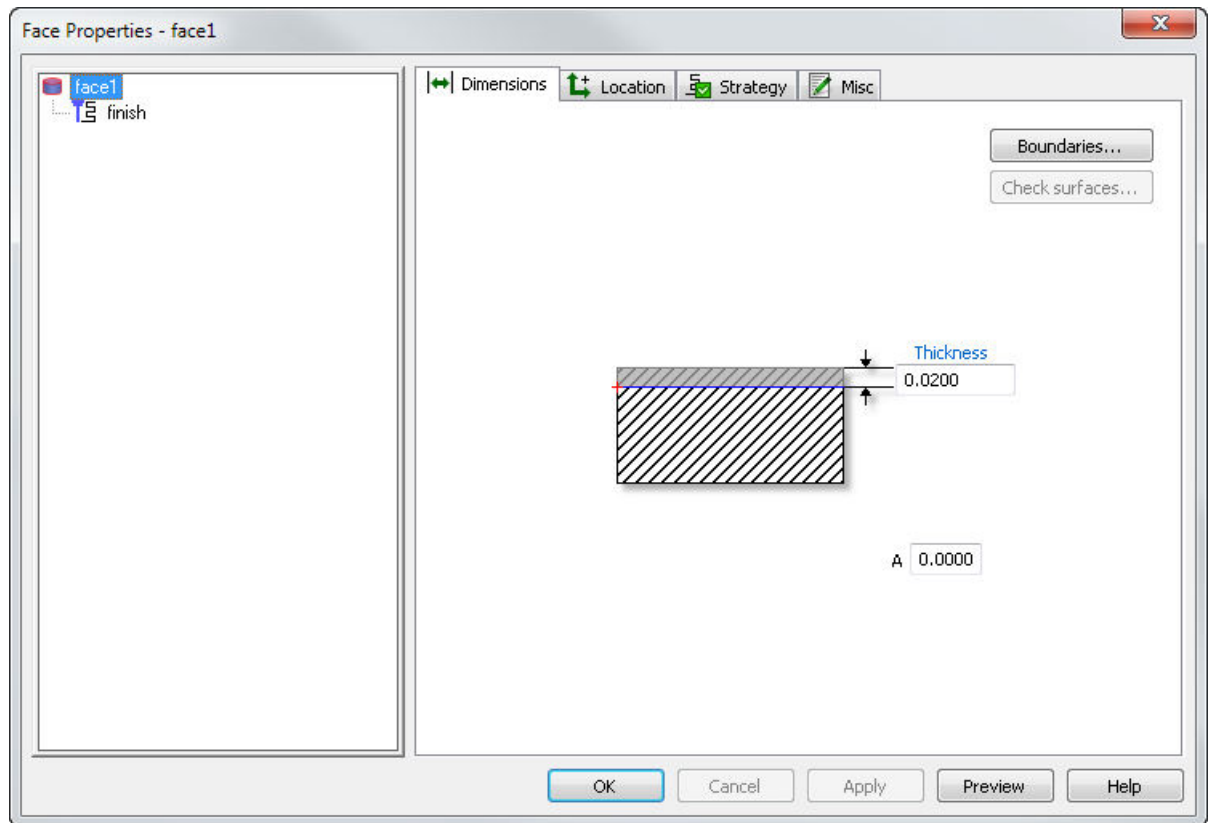 Face Properties - face1
face1
finish
Dimensions Location Strategy Misc
Boundaries...
Check surfaces...
Thickness
0.0200
A 0.0000
OK Cancel Apply Preview Help